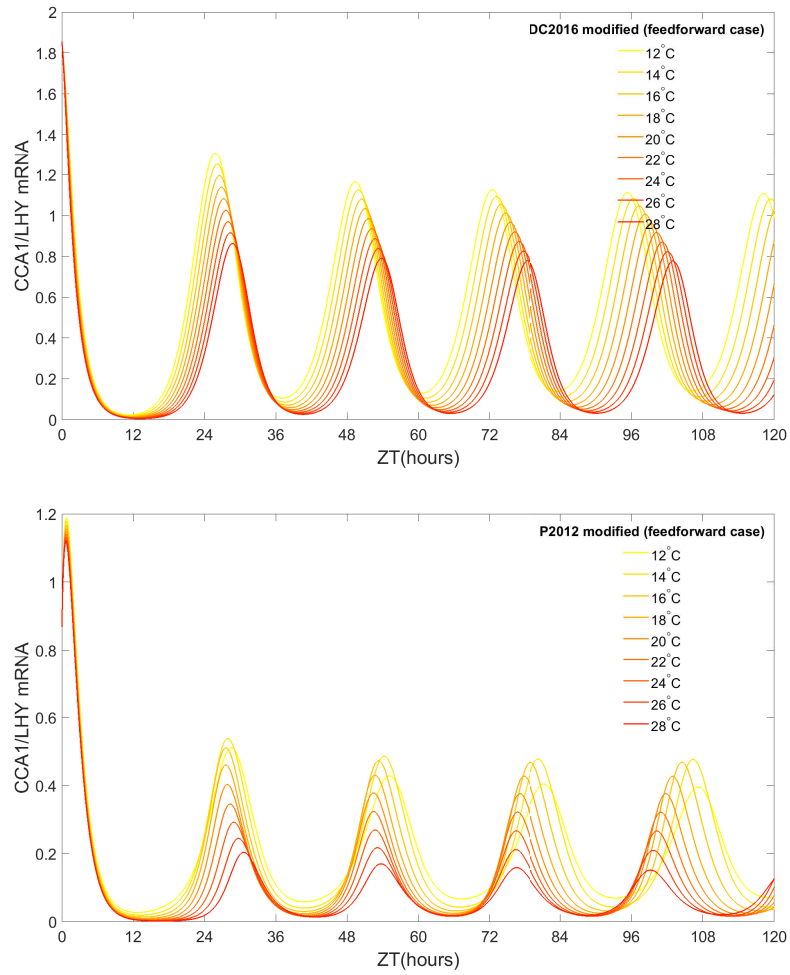 2
1.8
1.6
1.4
1.2
1
0.8
0.6
0.4
0.2
0
CCA1/LHY mRNA
DC2016 modified (feedforward case)
12°C
14°C
16°C
18°C
20°C
22°C
24°C
26°C
28°C
0 12 24 36 48 60 72 84 96 108 120
ZT(hours)
1.2
1
0.8
0.6
0.4
0.2
0
CCA1/LHY mRNA
P2012 modified (feedforward case)
12°C
14°C
16°C
18°C
20°C
22°C
24°C
26°C
28°C
0 12 24 36 48 60 72 84 96 108 120
ZT(hours)